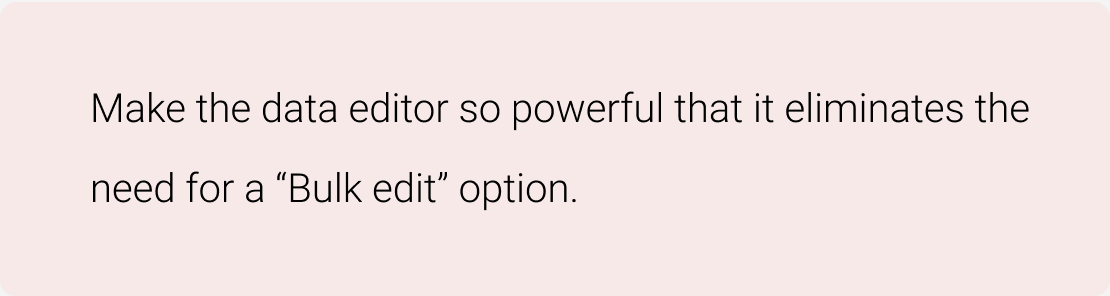 Make the data editor so powerful that it eliminates the
need for a “Bulk edit” option.